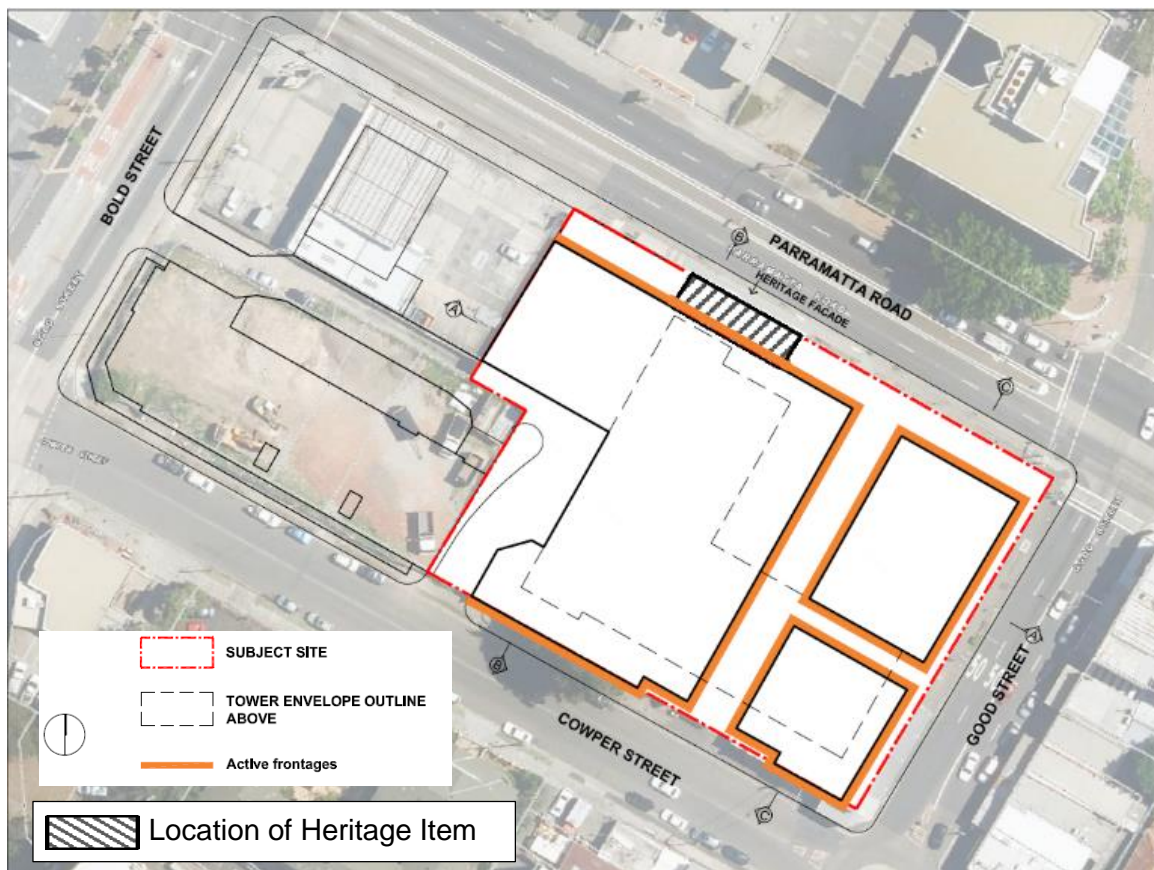 BOLD STREET
PARRAMATTA ROAD
B
HERITAGE FACADE
A
C
A
GOOD STREET
B
COWPER STREET
C
SUBJECT SITE
TOWER ENVELOPE OUTLINE
ABOVE
Active frontages
Location of Heritage Item